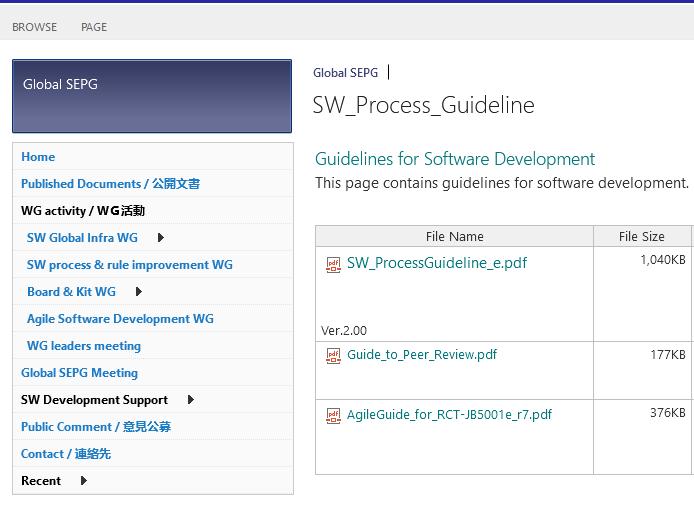 BROWSE PAGE
Global SEPG
Home
Published Documents / 公開文書
WG activity / WG活動
SW Global Infra WG
SW process & rule improvement WG
Board & Kit WG
Agile Software Development WG
WG leaders meeting
Global SEPG Meeting
SW Development Support
Public Comment / 意見公募
Contact / 連絡先
Recent
Global SEPG
SW_Process_Guideline
Guidelines for Software Development
This page contains guidelines for software development.
File Name File Size
SW_ProcessGuideline_e.pdf 1,040KB
Ver.2.00
Guide_to_Peer_Review.pdf 177KB
AgileGuide_for_RCT-JB5001e_r7.pdf 376KB